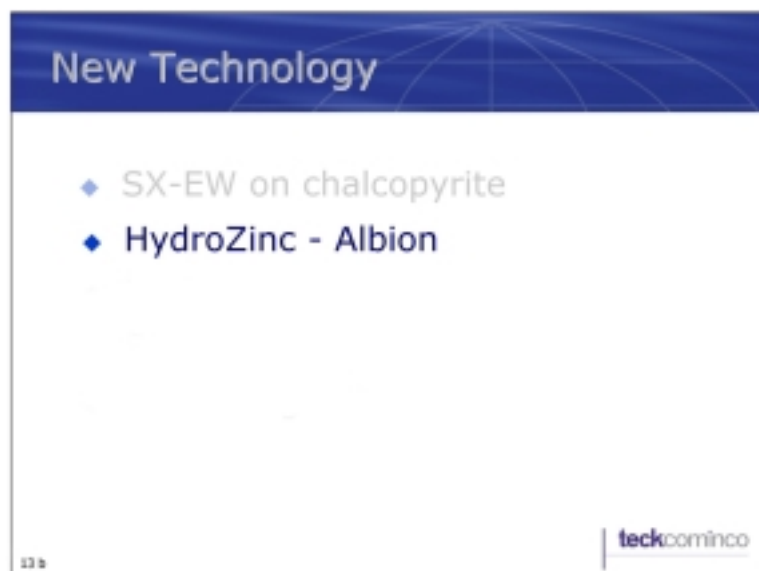 New Technology
SX-EW on chalcopyrite
HydroZinc - Albion
teckcominco
13 b